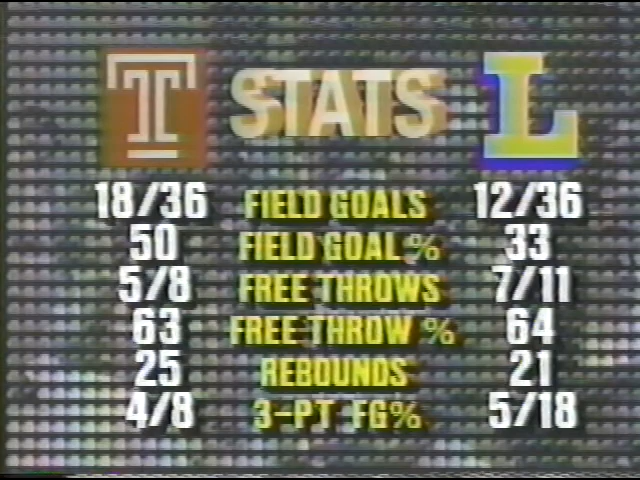 T STATS L
18/36 FIELD GOALS 12/36
50 FIELD GOAL % 33
5/8 FREE THROWS 7/11
63 FREE THROW % 64
25 REBOUNDS 21
4/8 3-PT FG% 5/18